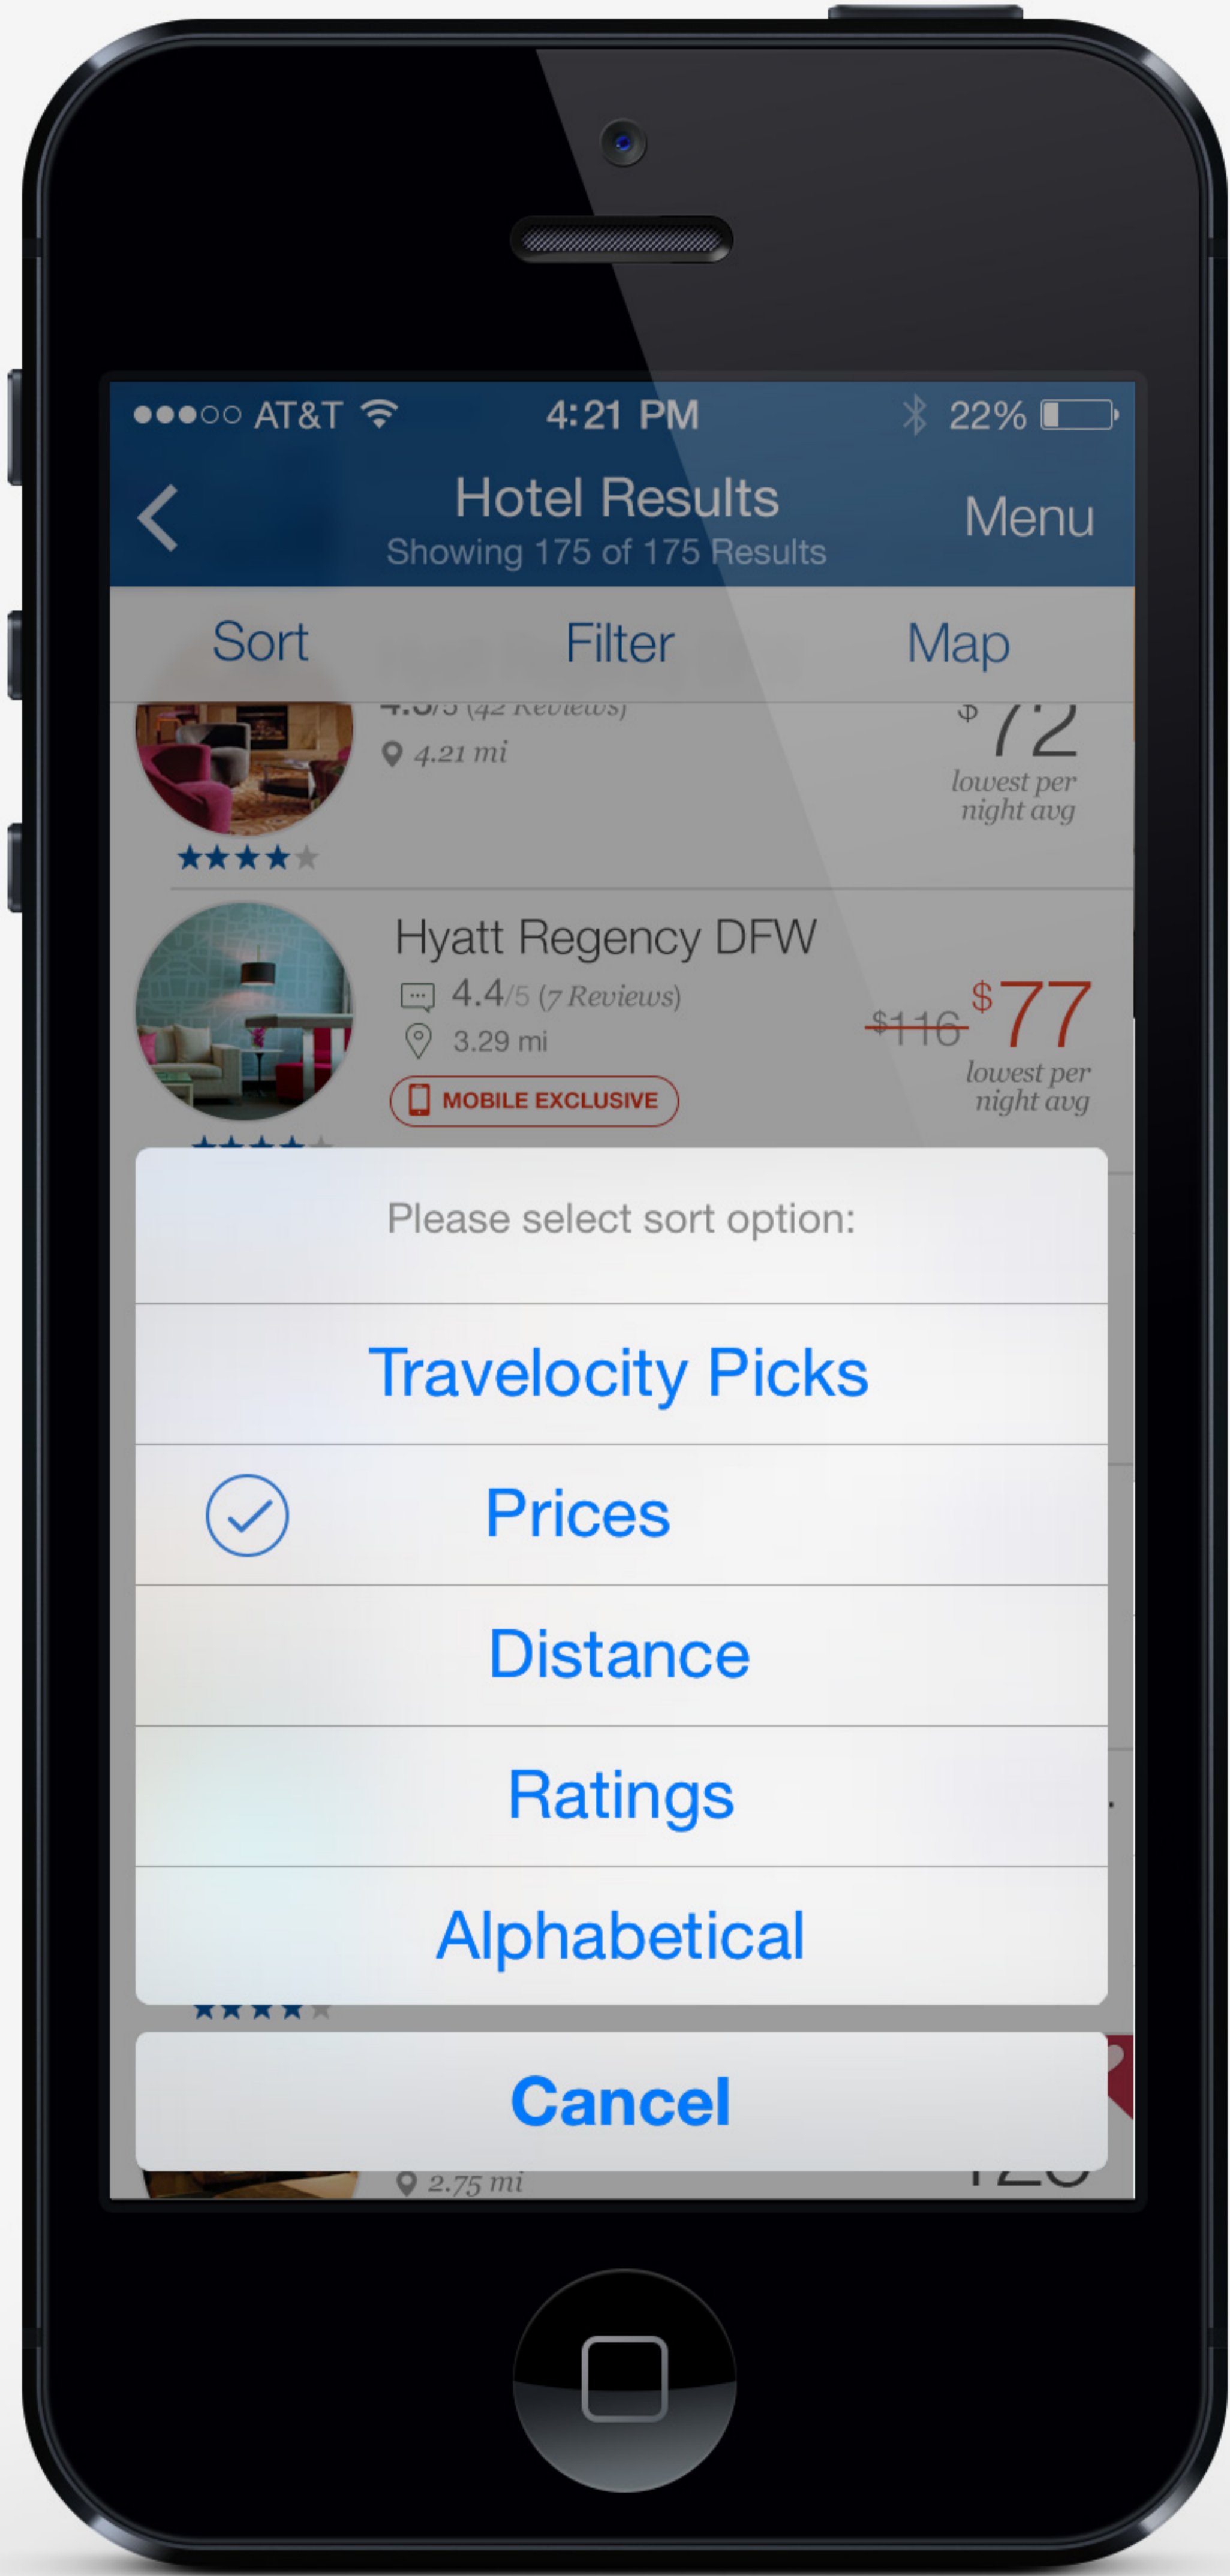 AT&T 4:21 PM 22%
Hotel Results
Showing 175 of 175 Results
Menu
Sort Filter Map
(42 Reviews)
4.21 mi
$72
lowest per
night avg
Hyatt Regency DFW
4.4/5 (7 Reviews)
3.29 mi
MOBILE EXCLUSIVE
$116 $77
lowest per
night avg
Please select sort option:
Travelocity Picks
Prices
Distance
Ratings
Alphabetical
Cancel
2.75 mi